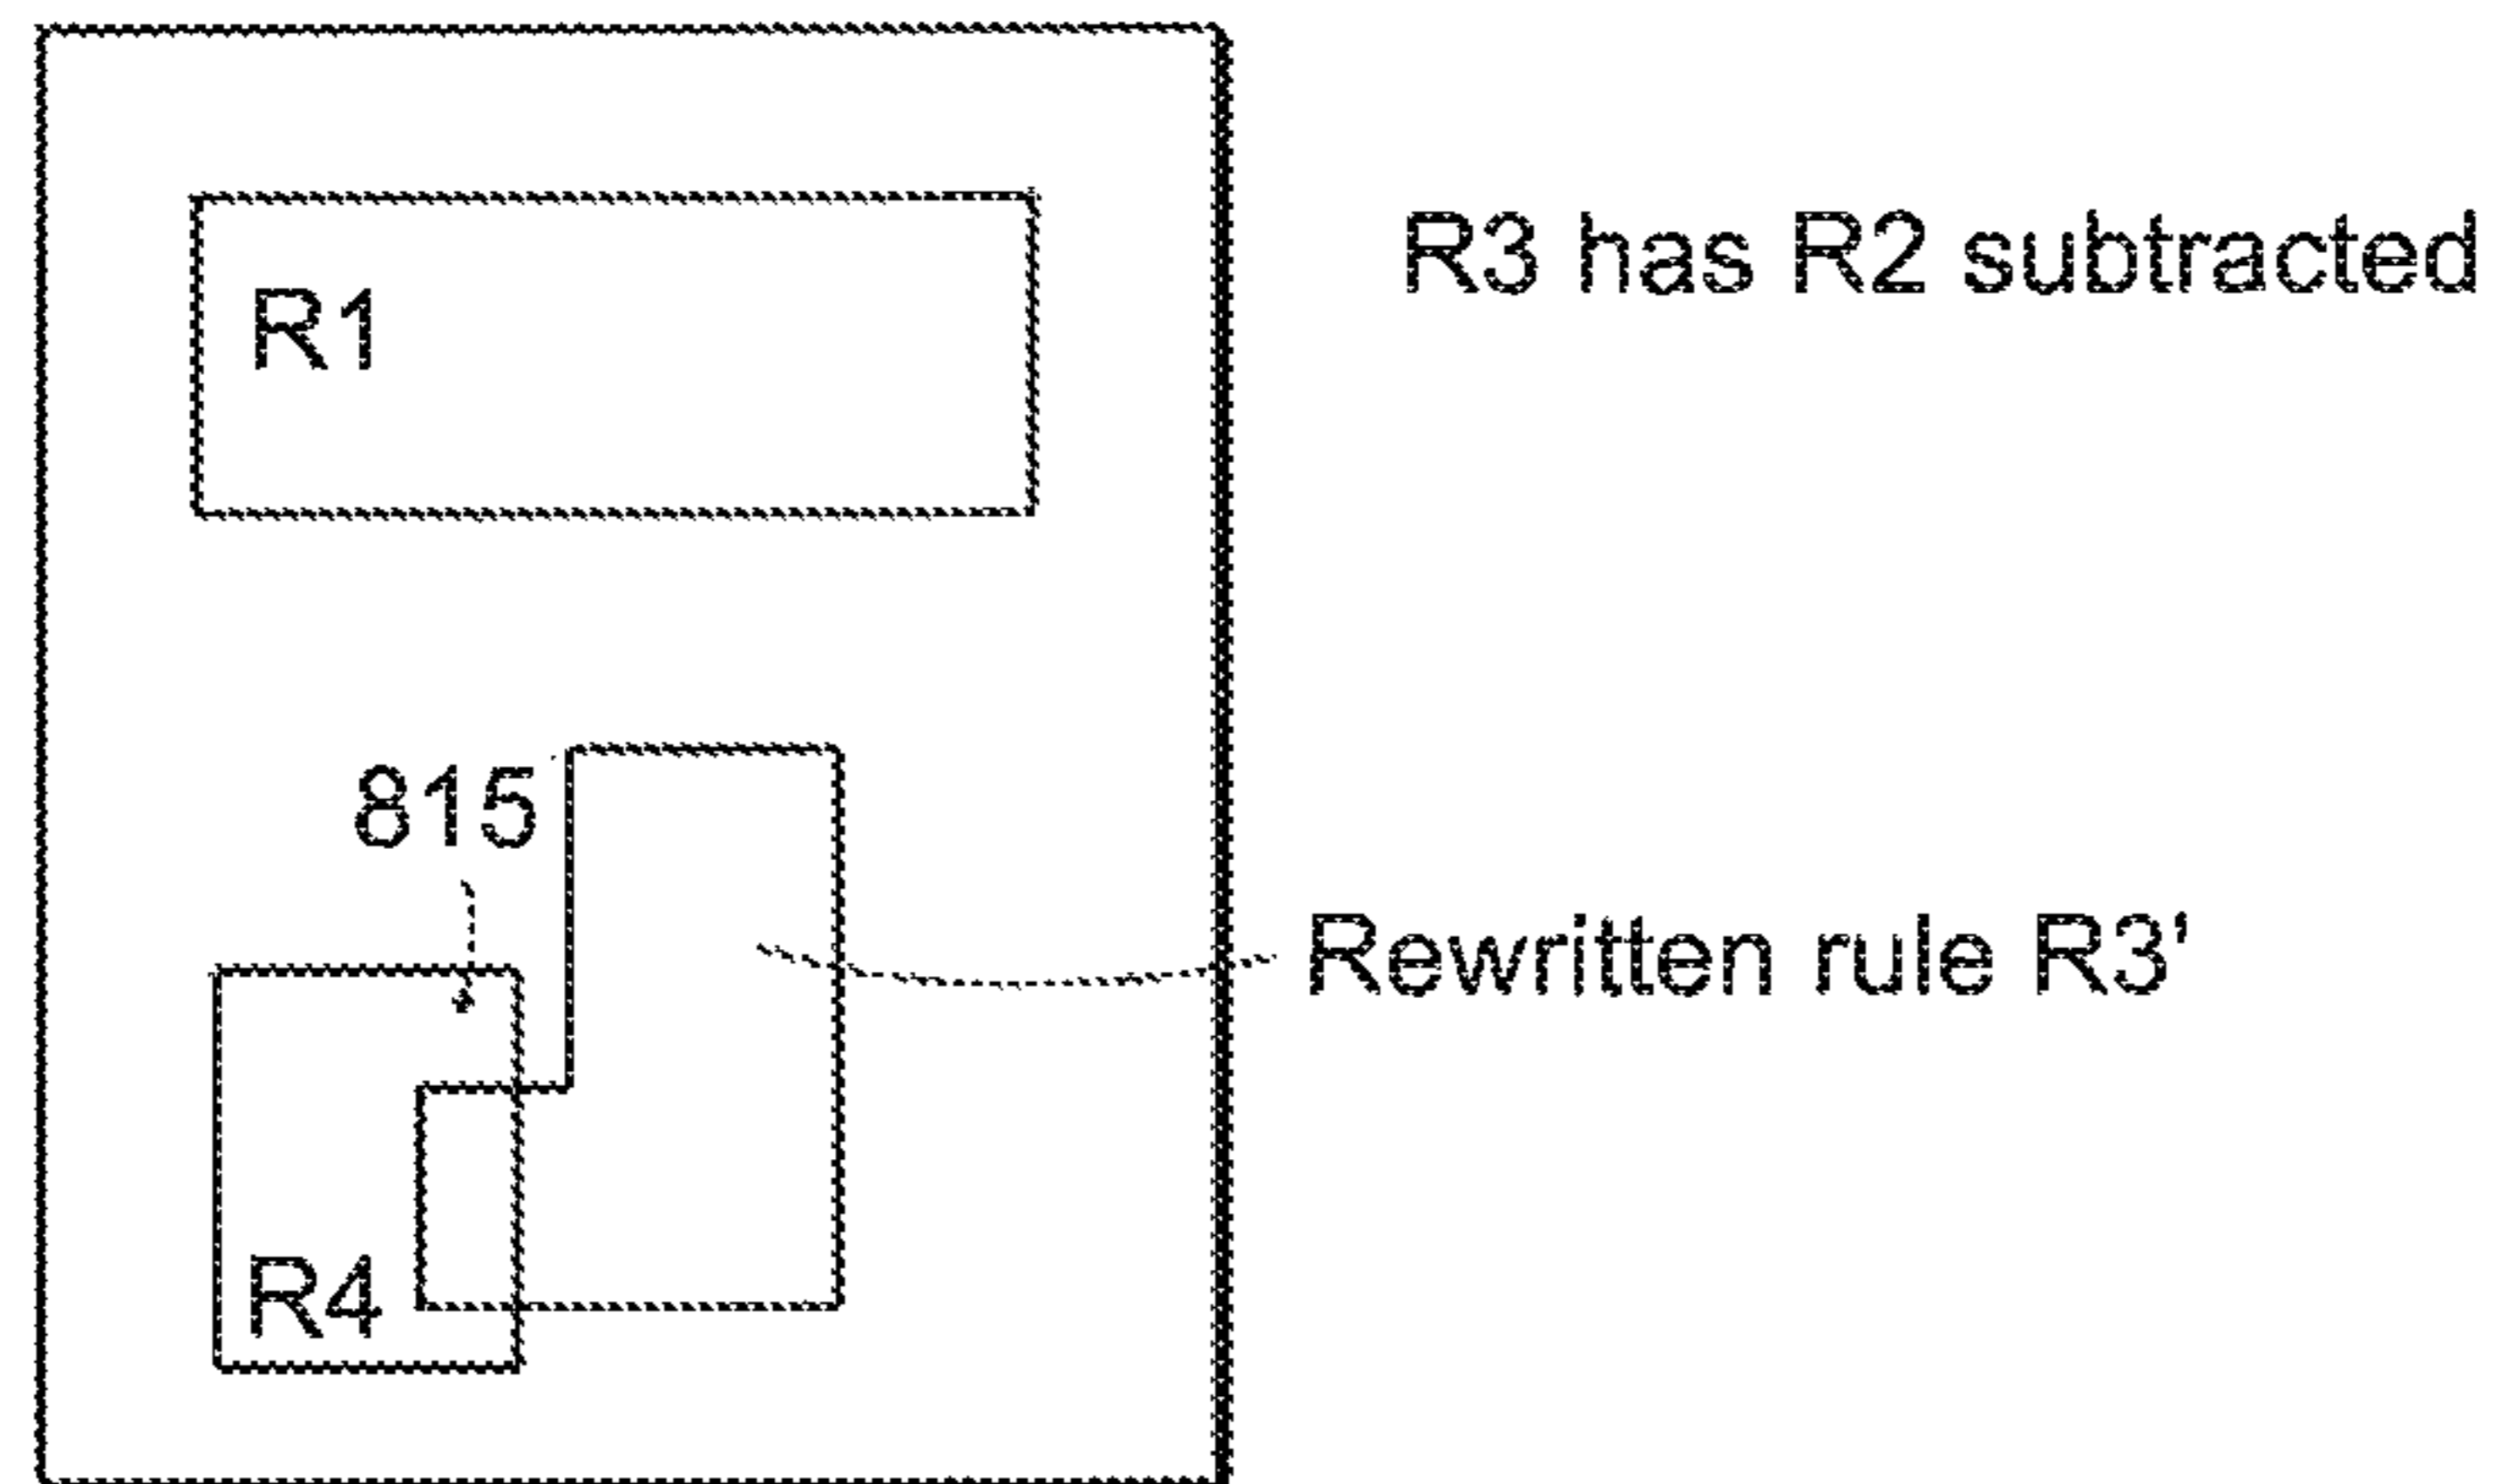 R3 has R2 subtracted
R1
815
Rewritten rule R3'
R4